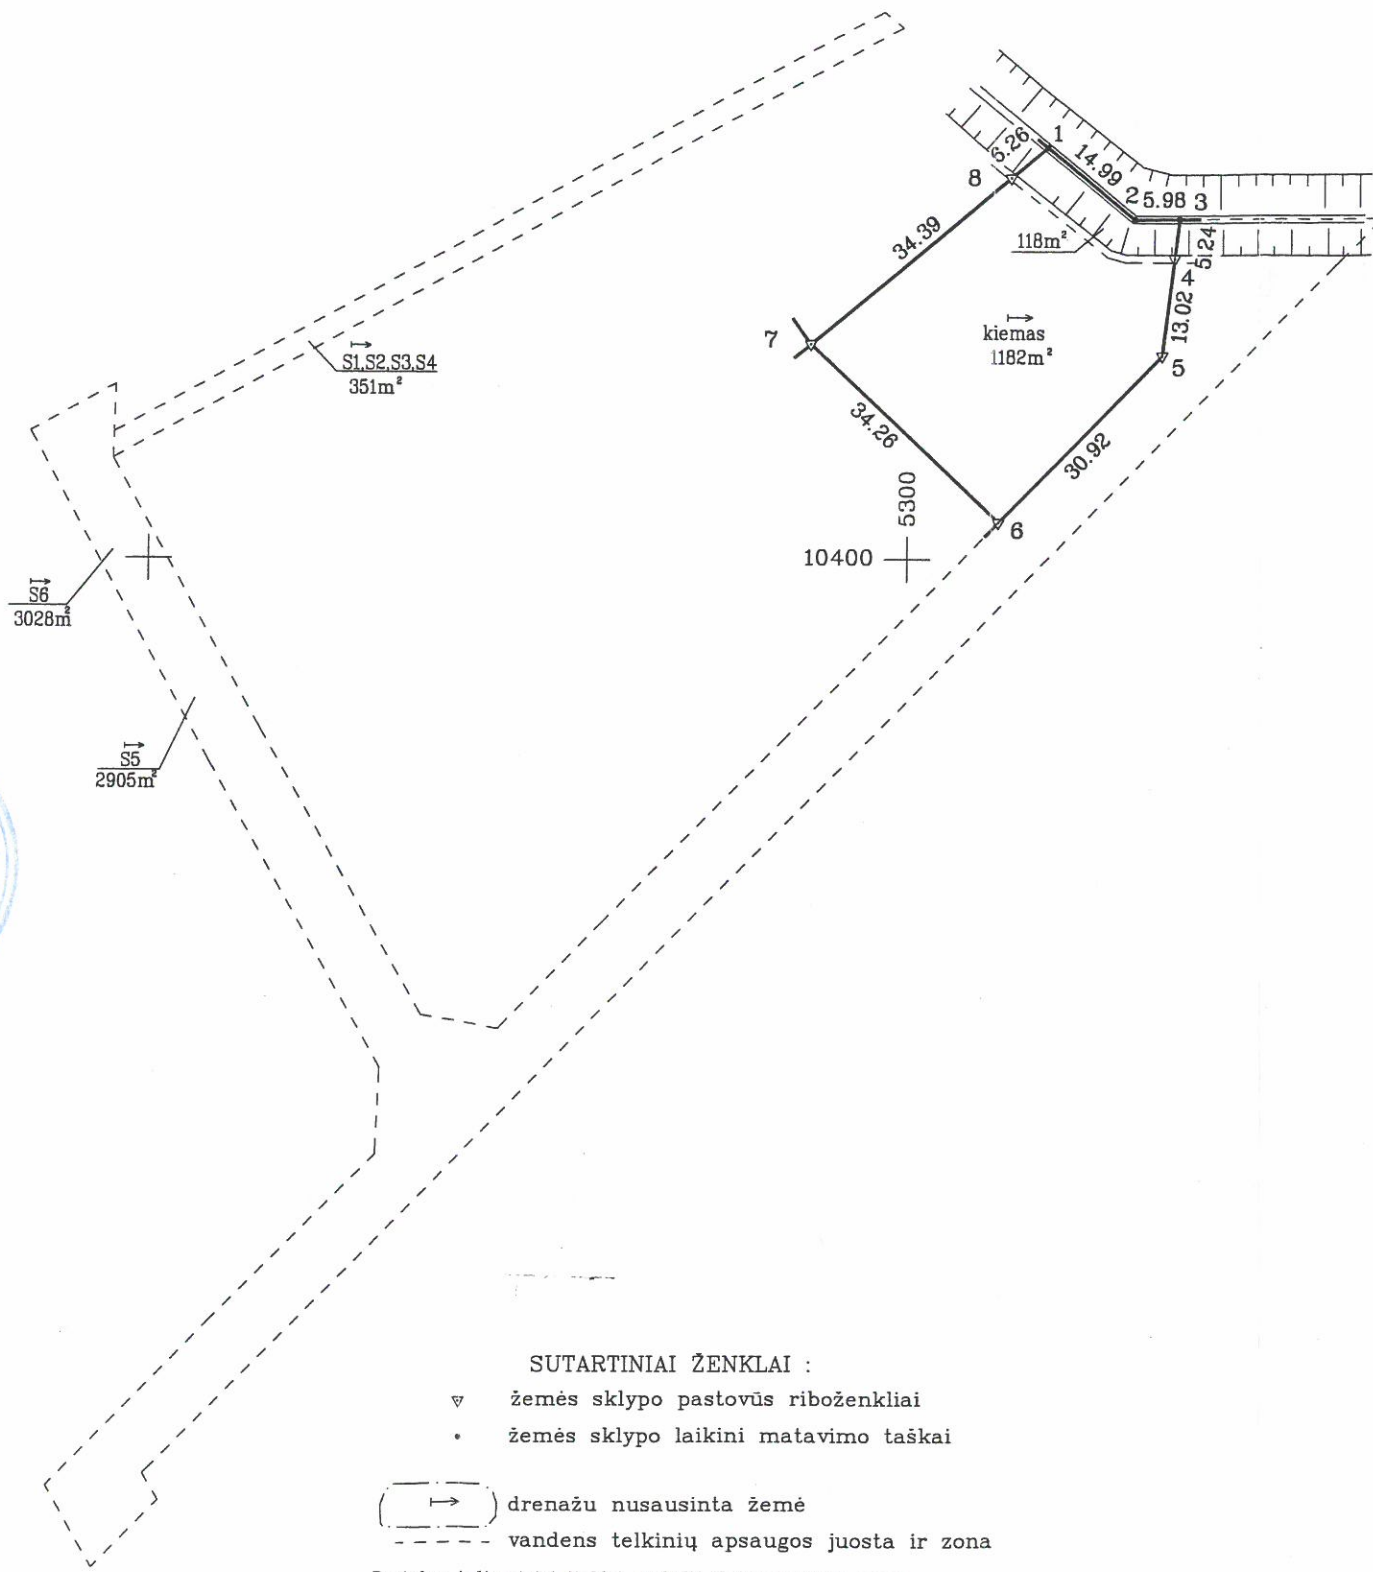 1
6.26
14.99
8
2
5.98
3
118m²
5.24
4
34.39
13.02
7
kiemas
1182m²
5
S1,S2,S3,S4
351m²
34.26
30.92
5300
6
10400
S6
3028m²
S5
2905m²
SUTARTINIAI ŽENKLAI :
žemės sklypo pastovūs riboženkliai
žemės sklypo laikini matavimo taškai
drenažu nusausinta žemė
vandens telkinių apsaugos juosta ir zona